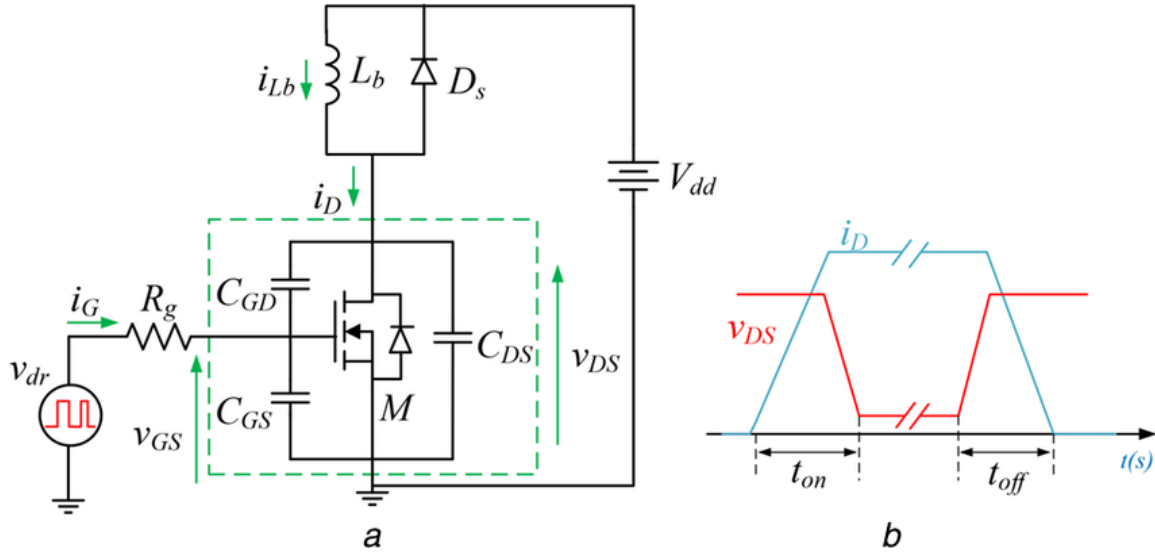 i_Lb
L_b
D_s
V_dd
i_D
i_G
R_g
C_GD
C_DS
v_DS
v_dr
v_GS
C_GS
M
a
i_D
v_DS
t_on
t_off
t(s)
b